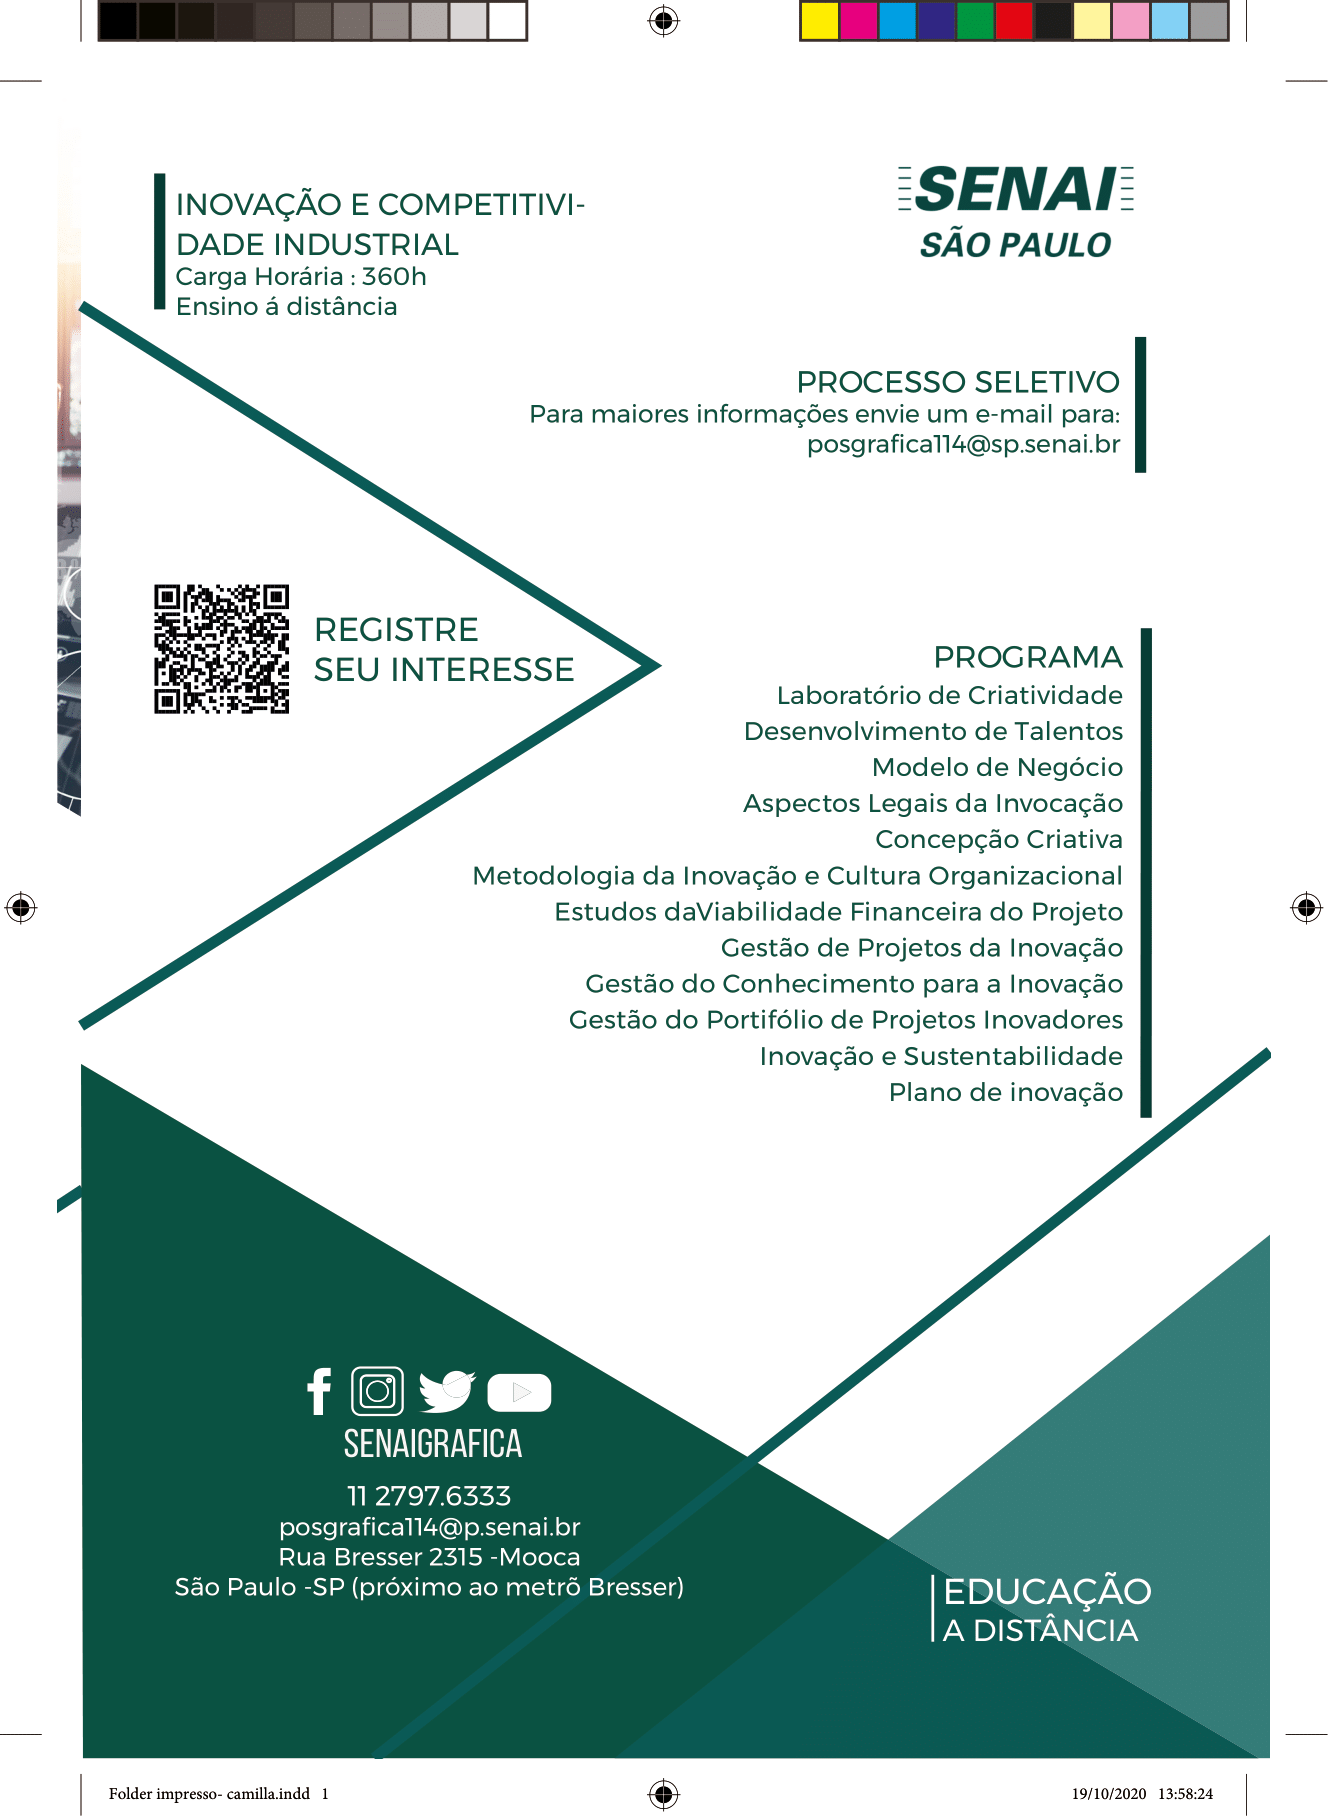 INOVAÇÃO E COMPETITIVI-
DADE INDUSTRIAL
Carga Horária : 360h
Ensino á distância
SENAI
SÃO PAULO
PROCESSO SELETIVO
Para maiores informações envie um e-mail para:
posgrafica114@sp.senai.br
REGISTRE
SEU INTERESSE
PROGRAMA
Laboratório de Criatividade
Desenvolvimento de Talentos
Modelo de Negócio
Aspectos Legais da Invocação
Concepção Criativa
Metodologia da Inovação e Cultura Organizacional
Estudos daViabilidade Financeira do Projeto
Gestão de Projetos da Inovação
Gestão do Conhecimento para a Inovação
Gestão do Portifólio de Projetos Inovadores
Inovação e Sustentabilidade
Plano de inovação
SENAIGRAFICA
11 2797.6333
posgrafica114@p.senai.br
Rua Bresser 2315 -Mooca
São Paulo -SP (próximo ao metrõ Bresser)
EDUCAÇÃO
A DISTÂNCIA
Folder impresso- camilla.indd   1
19/10/2020   13:58:24